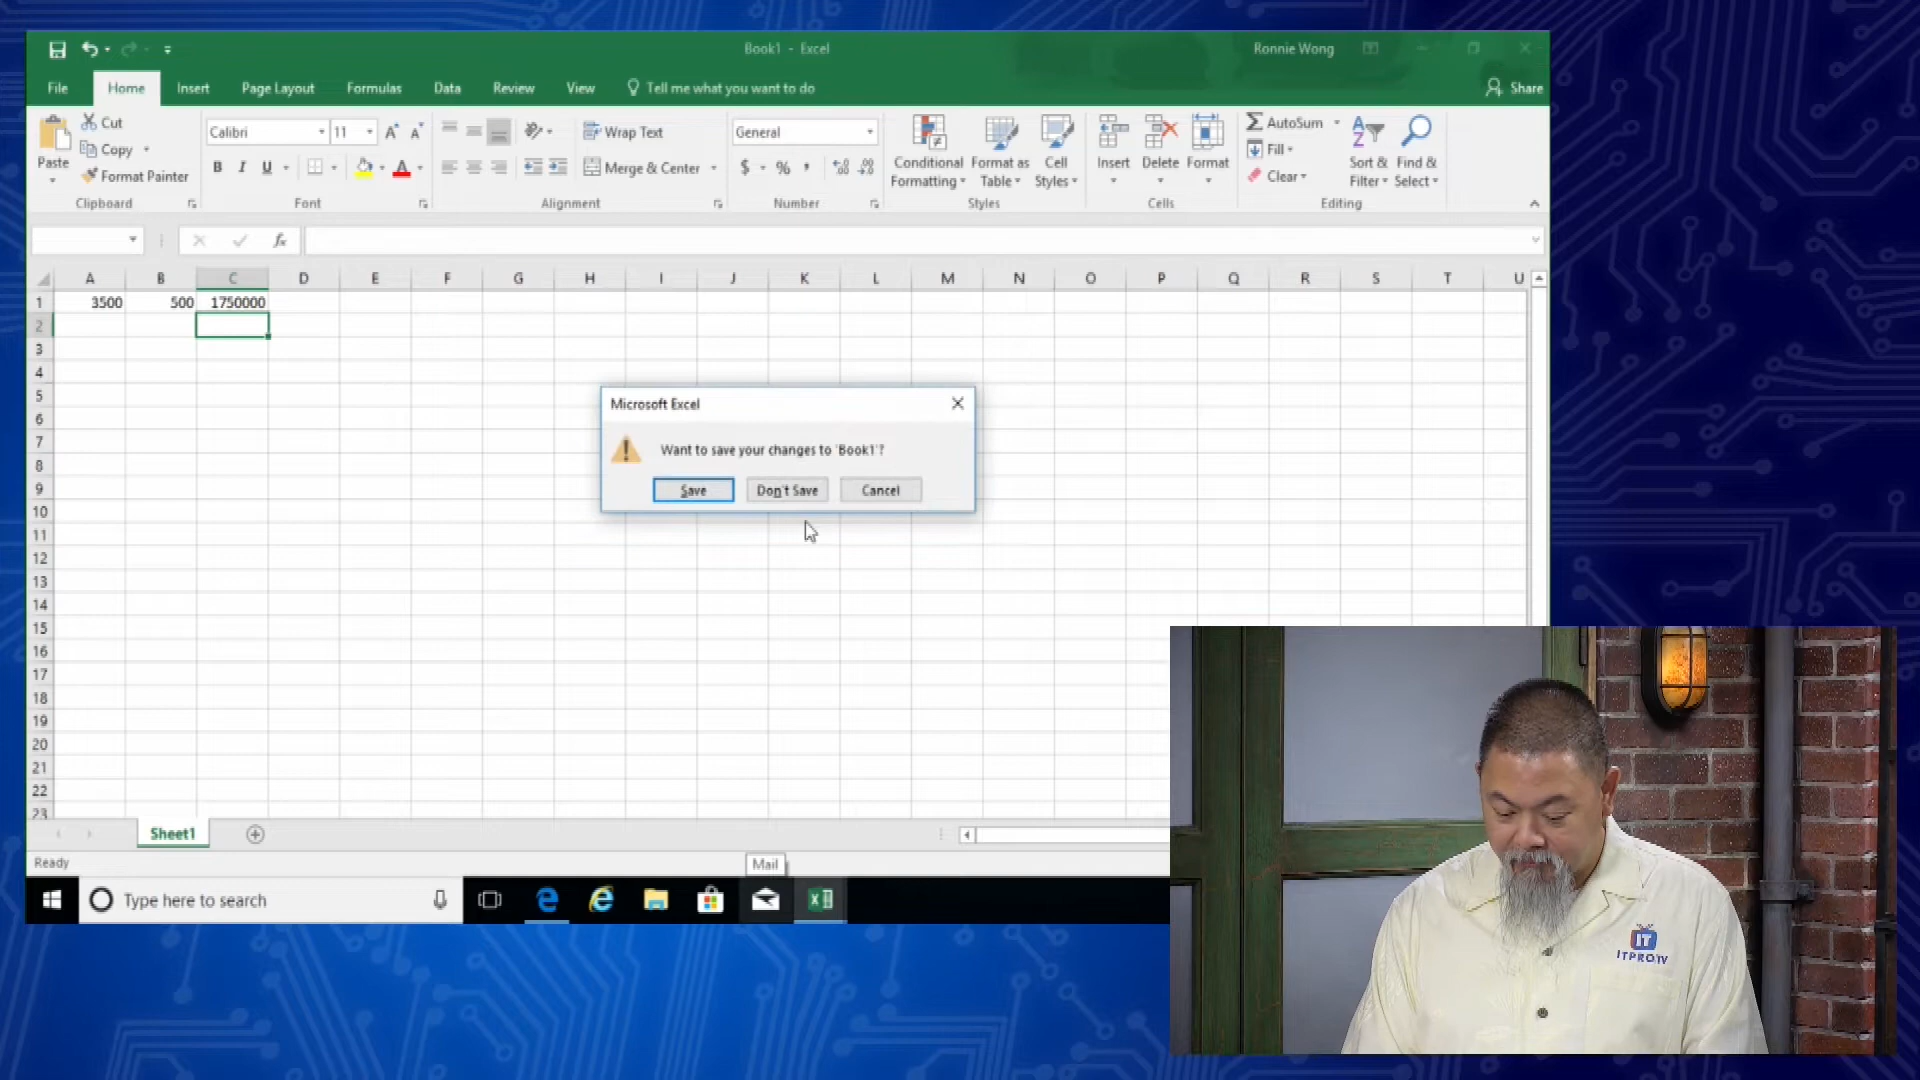 Book1 - Excel
Ronnie Wong
File Home Insert Page Layout Formulas Data Review View Tell me what you want to do
Share
Paste
Cut
Copy
Format Painter
Clipboard
Calibri 11
B I U
Font
Wrap Text
Merge & Center
Alignment
General
$ % ,
Number
Conditional Formatting
Format as Table
Cell Styles
Styles
Insert
Delete
Format
Cells
AutoSum
Fill
Clear
Sort & Filter
Find & Select
Editing
fx
A B C D E F G H I J K L M N O P Q R S T U
1 3500 500 1750000
2
3
4
5
6
7
8
9
10
11
12
13
14
15
16
17
18
19
20
21
22
23
Microsoft Excel
Want to save your changes to 'Book1'?
Save Don't Save Cancel
Sheet1
Ready
Mail
Type here to search
IT
ITPROTV